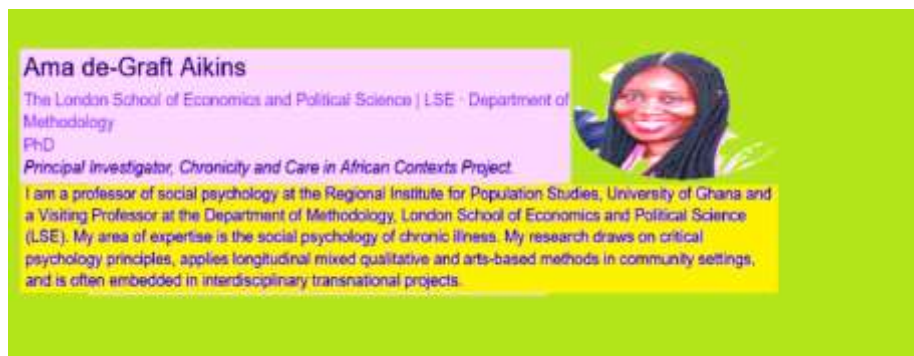 Ama de-Graft Aikins
The London School of Economics and Political Science | LSE · Department of
Methodology
PhD
Principal Investigator, Chronicity and Care in African Contexts Project.
I am a professor of social psychology at the Regional Institute for Population Studies, University of Ghana and
a Visiting Professor at the Department of Methodology, London School of Economics and Political Science
(LSE). My area of expertise is the social psychology of chronic illness. My research draws on critical
psychology principles, applies longitudinal mixed qualitative and arts-based methods in community settings,
and is often embedded in interdisciplinary transnational projects.